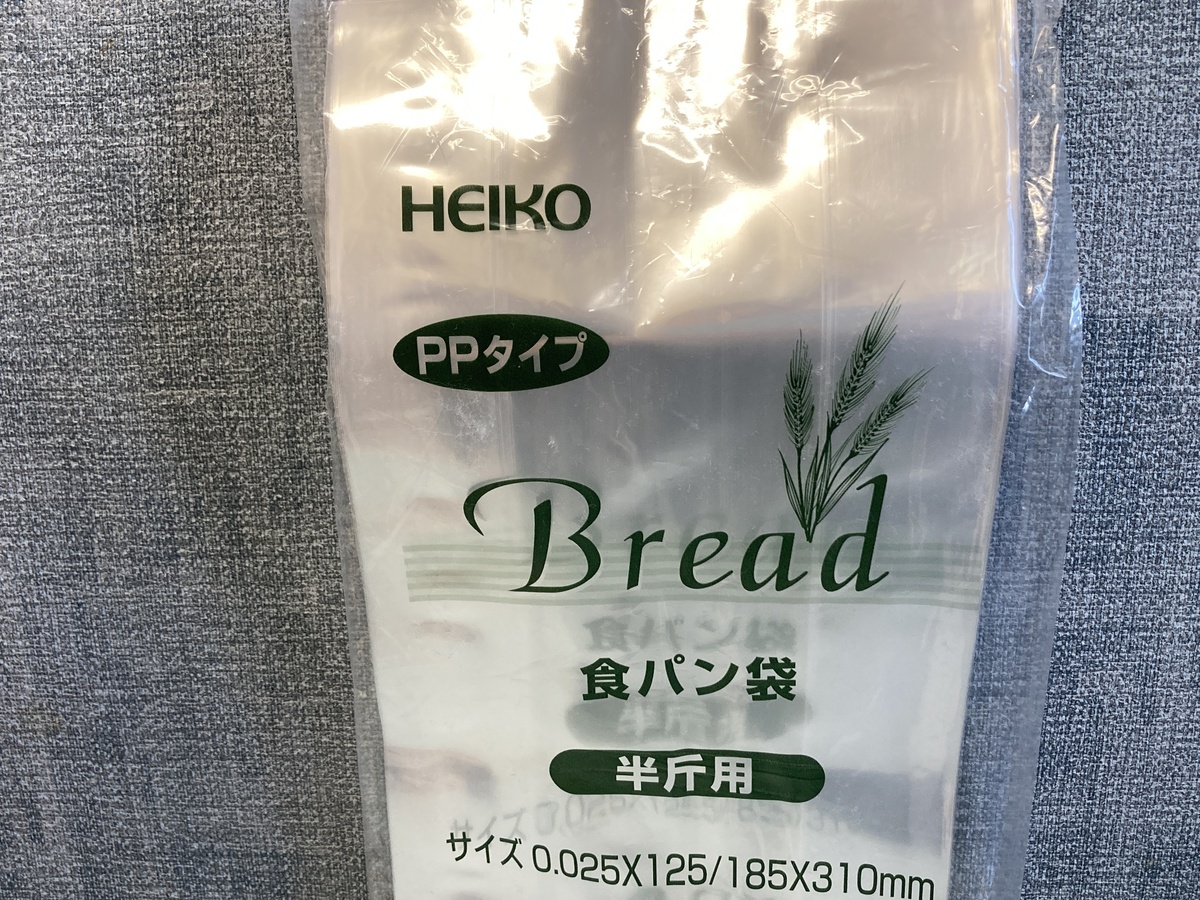 HEIKO
PPタイプ
Bread
食パン袋
半斤用
サイズ 0.025X125/185X310mm